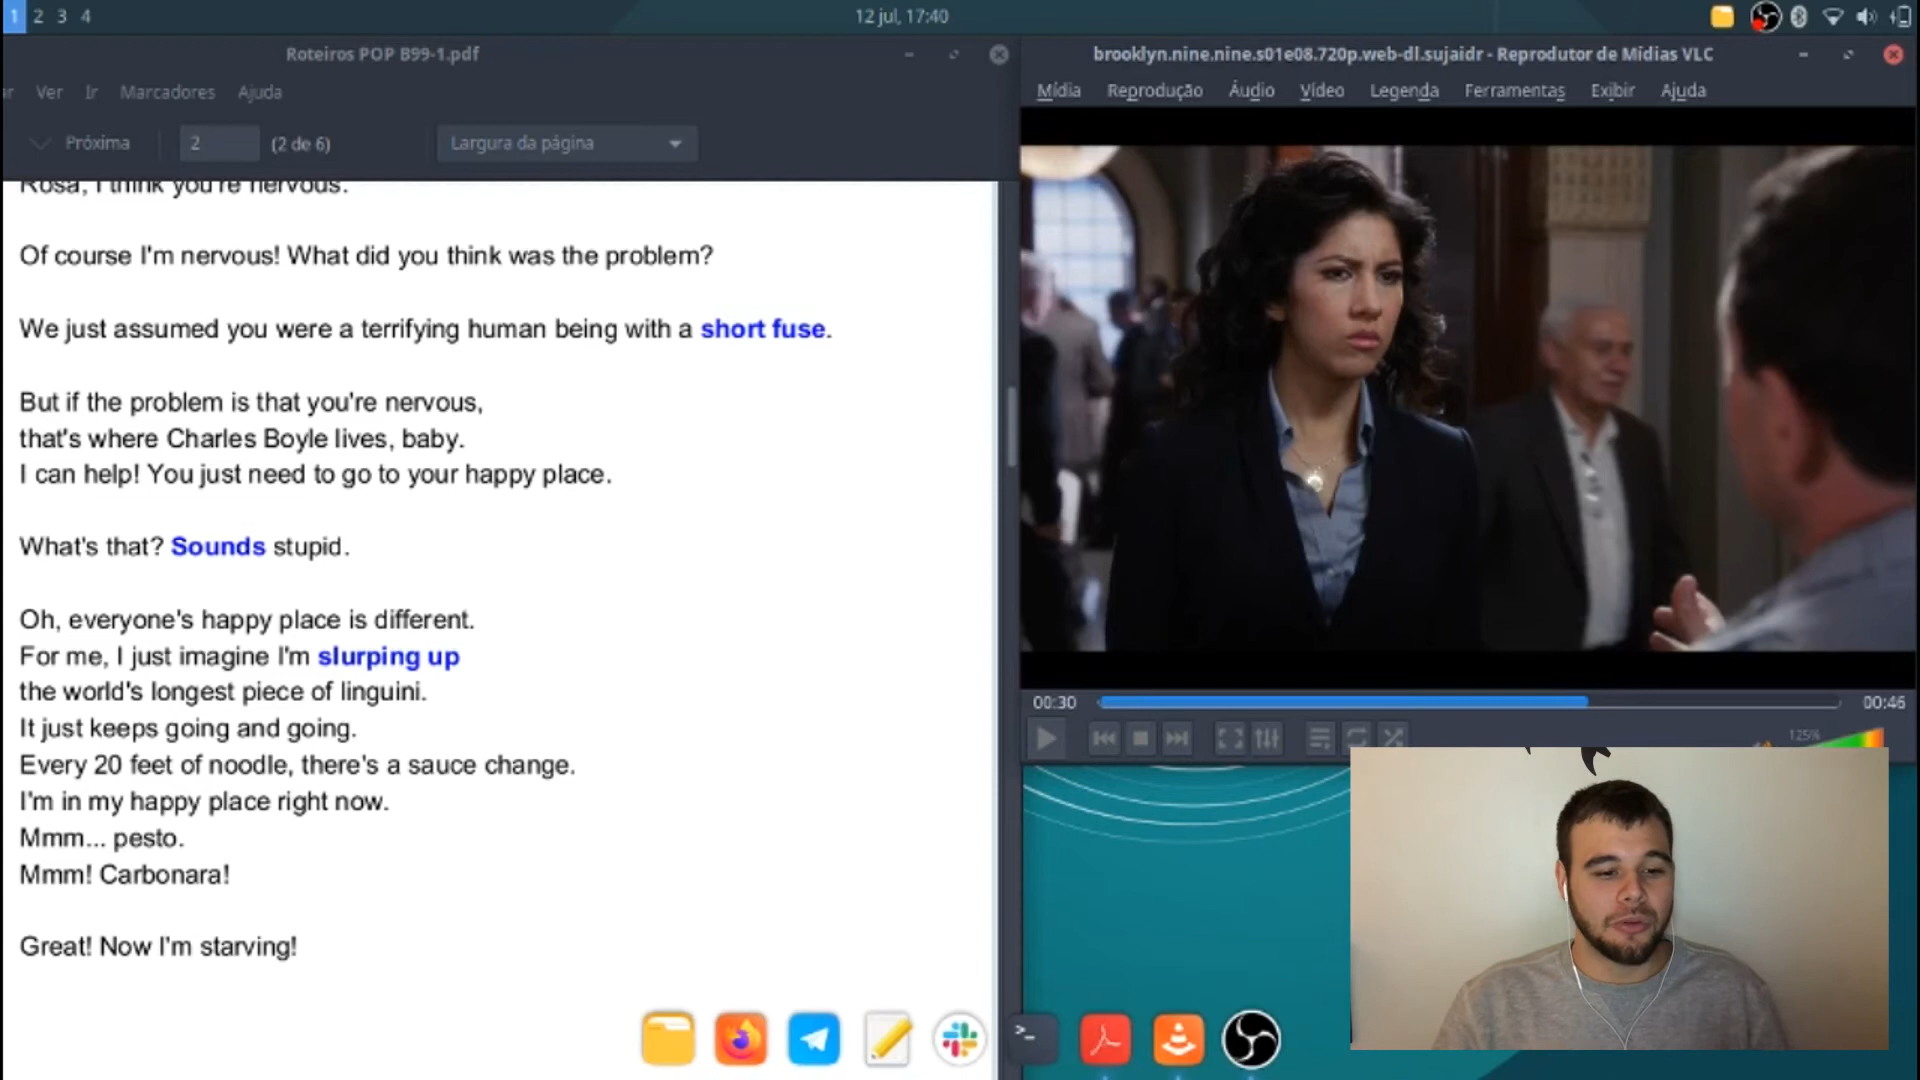 1 2 3 4
12 jul, 17:40
Roteiros POP B99-1.pdf
Ver Ir Marcadores Ajuda
Próxima 2 (2 de 6) Largura da página
Rosa, I think you're nervous.
Of course I'm nervous! What did you think was the problem?
We just assumed you were a terrifying human being with a short fuse.
But if the problem is that you're nervous,
that's where Charles Boyle lives, baby.
I can help! You just need to go to your happy place.
What's that? Sounds stupid.
Oh, everyone's happy place is different.
For me, I just imagine I'm slurping up
the world's longest piece of linguini.
It just keeps going and going.
Every 20 feet of noodle, there's a sauce change.
I'm in my happy place right now.
Mmm... pesto.
Mmm! Carbonara!
Great! Now I'm starving!
brooklyn.nine.nine.s01e08.720p.web-dl.sujaidr - Reprodutor de Mídias VLC
Mídia Reprodução Áudio Vídeo Legenda Ferramentas Exibir Ajuda
00:30 00:46
125%